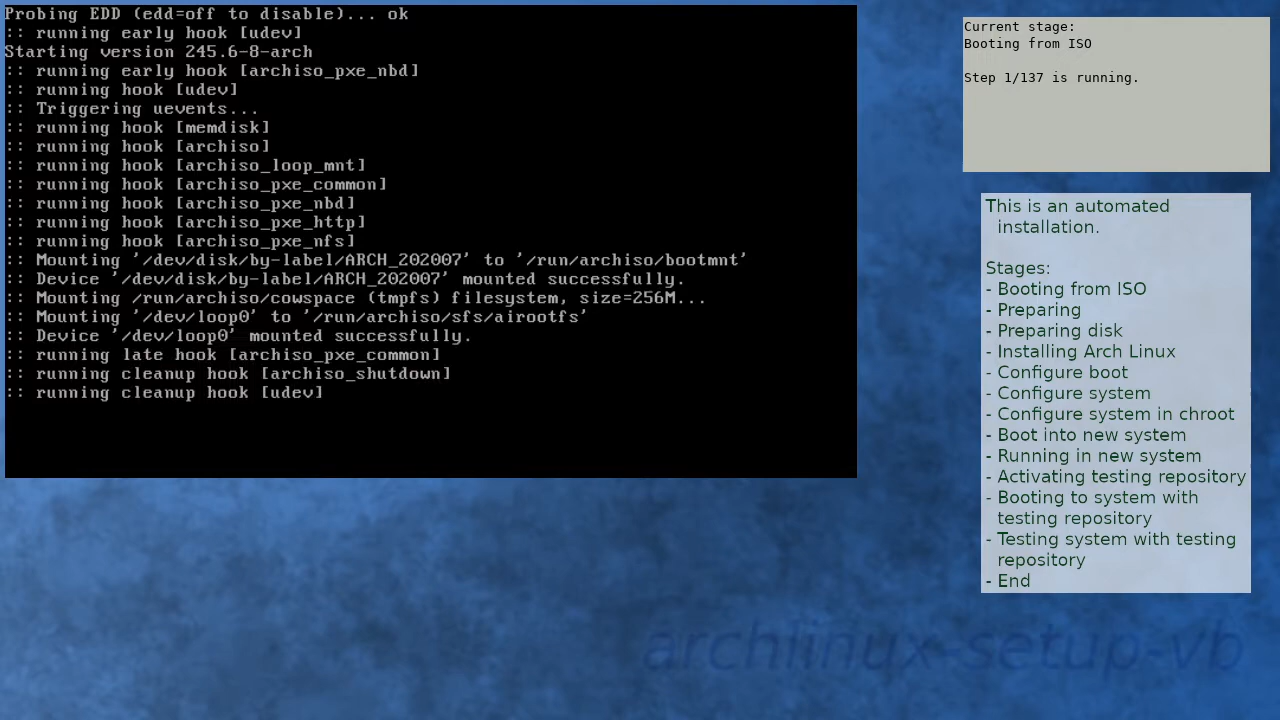 Probing EDD (edd=off to disable)... ok
:: running early hook [udev]
Starting version 245.6-8-arch
:: running early hook [archiso_pxe_nbd]
:: running hook [udev]
:: Triggering uevents...
:: running hook [memdisk]
:: running hook [archiso]
:: running hook [archiso_loop_mnt]
:: running hook [archiso_pxe_common]
:: running hook [archiso_pxe_nbd]
:: running hook [archiso_pxe_http]
:: running hook [archiso_pxe_nfs]
:: Mounting '/dev/disk/by-label/ARCH_202007' to '/run/archiso/bootmnt'
:: Device '/dev/disk/by-label/ARCH_202007' mounted successfully.
:: Mounting /run/archiso/cowspace (tmpfs) filesystem, size=256M...
:: Mounting '/dev/loop0' to '/run/archiso/sfs/airootfs'
:: Device '/dev/loop0' mounted successfully.
:: running late hook [archiso_pxe_common]
:: running cleanup hook [archiso_shutdown]
:: running cleanup hook [udev]
Current stage:
Booting from ISO
Step 1/137 is running.
This is an automated
installation.
Stages:
- Booting from ISO
- Preparing
- Preparing disk
- Installing Arch Linux
- Configure boot
- Configure system
- Configure system in chroot
- Boot into new system
- Running in new system
- Activating testing repository
- Booting to system with
testing repository
- Testing system with testing
repository
- End
archlinux-setup-vb